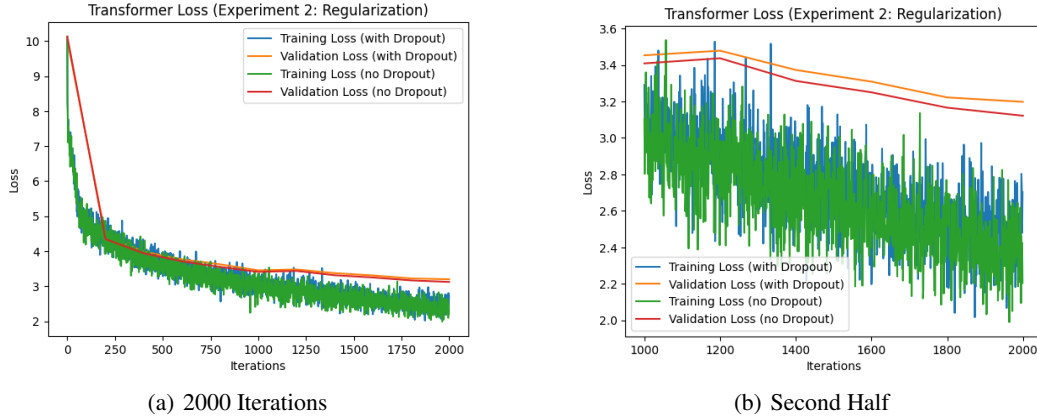 Transformer Loss (Experiment 2: Regularization)
10
9
8
7
6
5
4
3
2
Loss
Training Loss (with Dropout)
Validation Loss (with Dropout)
Training Loss (no Dropout)
Validation Loss (no Dropout)
0 250 500 750 1000 1250 1500 1750 2000
Iterations
(a) 2000 Iterations
Transformer Loss (Experiment 2: Regularization)
3.6
3.4
3.2
3.0
2.8
2.6
2.4
2.2
2.0
Loss
Training Loss (with Dropout)
Validation Loss (with Dropout)
Training Loss (no Dropout)
Validation Loss (no Dropout)
1000 1200 1400 1600 1800 2000
Iterations
(b) Second Half